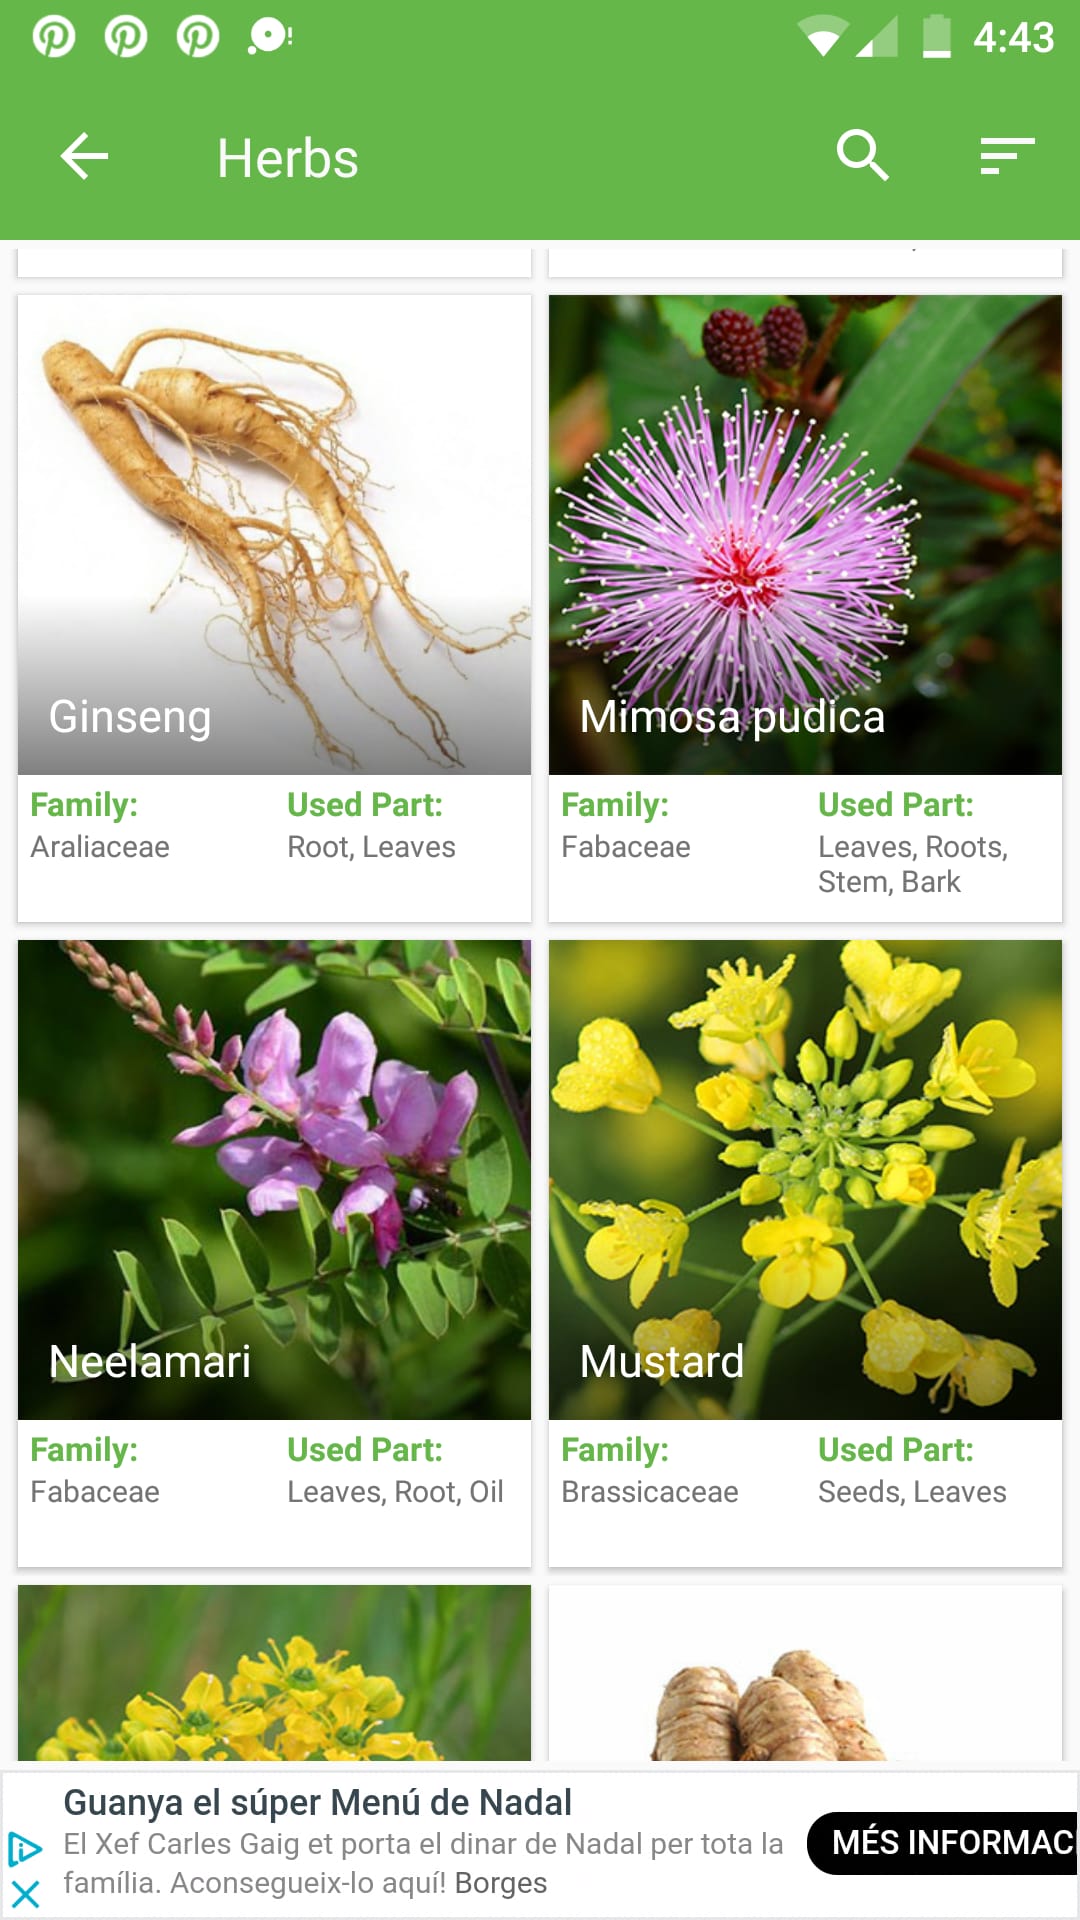 4:43
Herbs
Ginseng
Mimosa pudica
Family:
Used Part:
Araliaceae
Root, Leaves
Family:
Used Part:
Fabaceae
Leaves, Roots,
Stem, Bark
Neelamari
Mustard
Family:
Used Part:
Fabaceae
Leaves, Root, Oil
Family:
Used Part:
Brassicaceae
Seeds, Leaves
Guanya el súper Menú de Nadal
El Xef Carles Gaig et porta el dinar de Nadal per tota la
família. Aconsegueix-lo aquí! Borges
MÉS INFORMAC